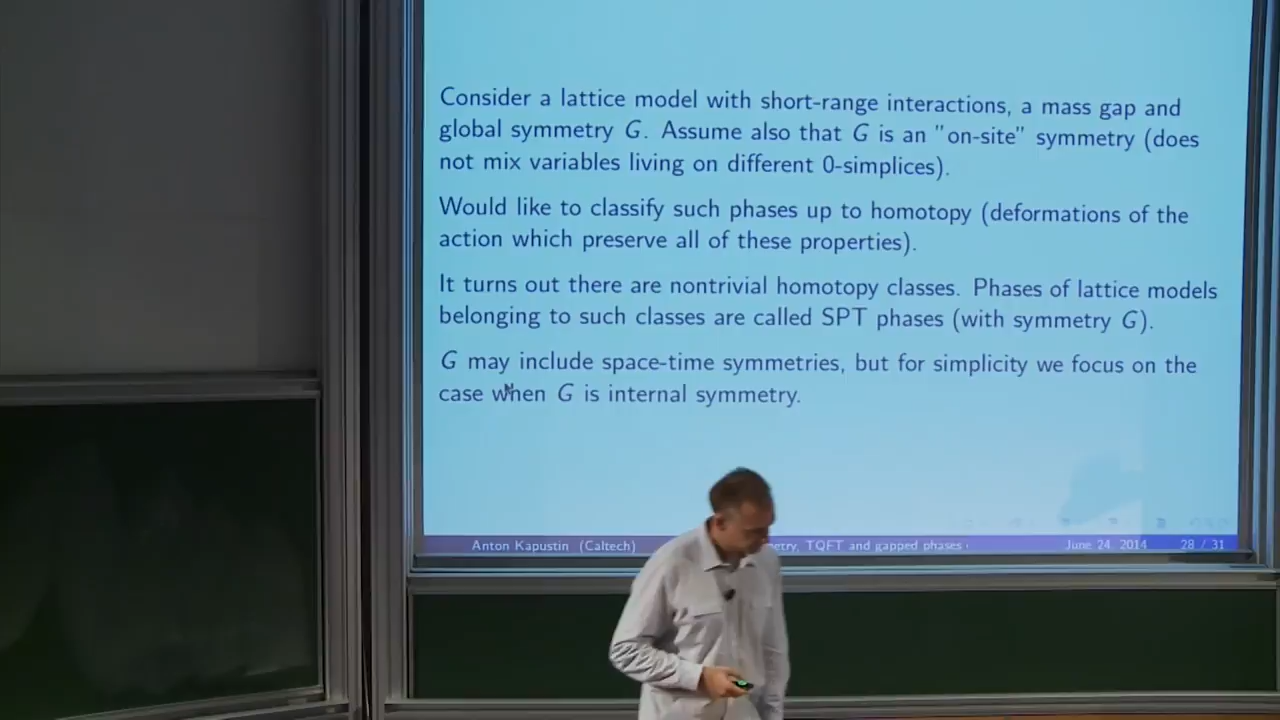 Consider a lattice model with short-range interactions, a mass gap and
global symmetry G. Assume also that G is an "on-site" symmetry (does
not mix variables living on different 0-simplices).
Would like to classify such phases up to homotopy (deformations of the
action which preserve all of these properties).
It turns out there are nontrivial homotopy classes. Phases of lattice models
belonging to such classes are called SPT phases (with symmetry G).
G may include space-time symmetries, but for simplicity we focus on the
case when G is internal symmetry.
Anton Kapustin (Caltech) etry, TQFT and gapped phases June 24, 2014 28 / 31